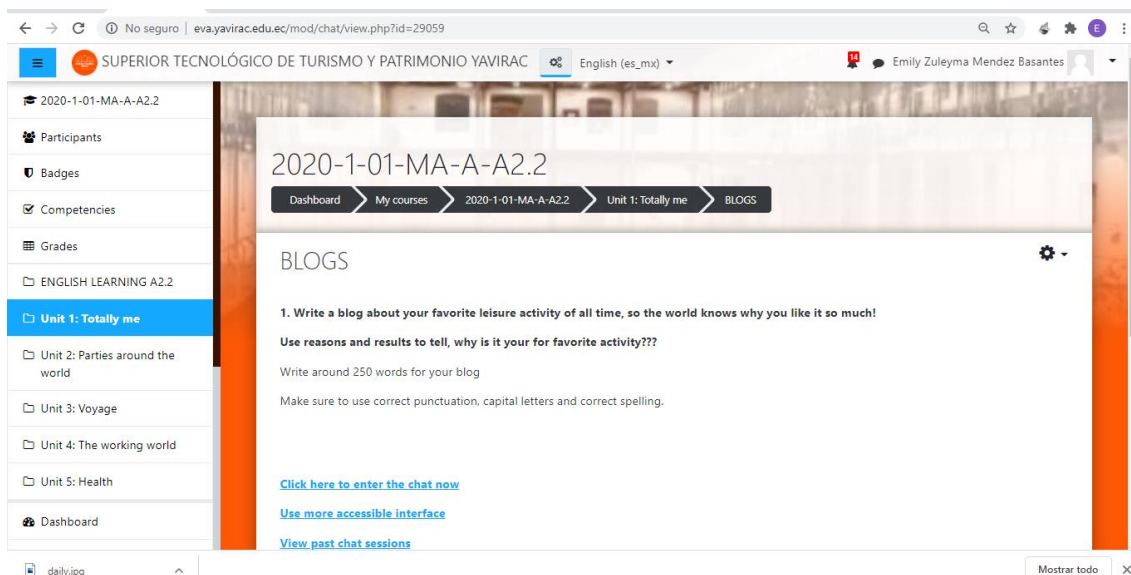 No seguro | eva.yavirac.edu.ec/mod/chat/view.php?id=29059
E
SUPERIOR TECNOLÓGICO DE TURISMO Y PATRIMONIO YAVIRAC
English (es_mx)
14
Emily Zuleyma Mendez Basantes
2020-1-01-MA-A-A2.2
Participants
Badges
Competencies
Grades
ENGLISH LEARNING A2.2
Unit 1: Totally me
Unit 2: Parties around the
world
Unit 3: Voyage
Unit 4: The working world
Unit 5: Health
Dashboard
2020-1-01-MA-A-A2.2
Dashboard My courses 2020-1-01-MA-A-A2.2 Unit 1: Totally me BLOGS
BLOGS
1. Write a blog about your favorite leisure activity of all time, so the world knows why you like it so much!
Use reasons and results to tell, why is it your for favorite activity???
Write around 250 words for your blog
Make sure to use correct punctuation, capital letters and correct spelling.
Click here to enter the chat now
Use more accessible interface
View past chat sessions
daily.jpg
Mostrar todo